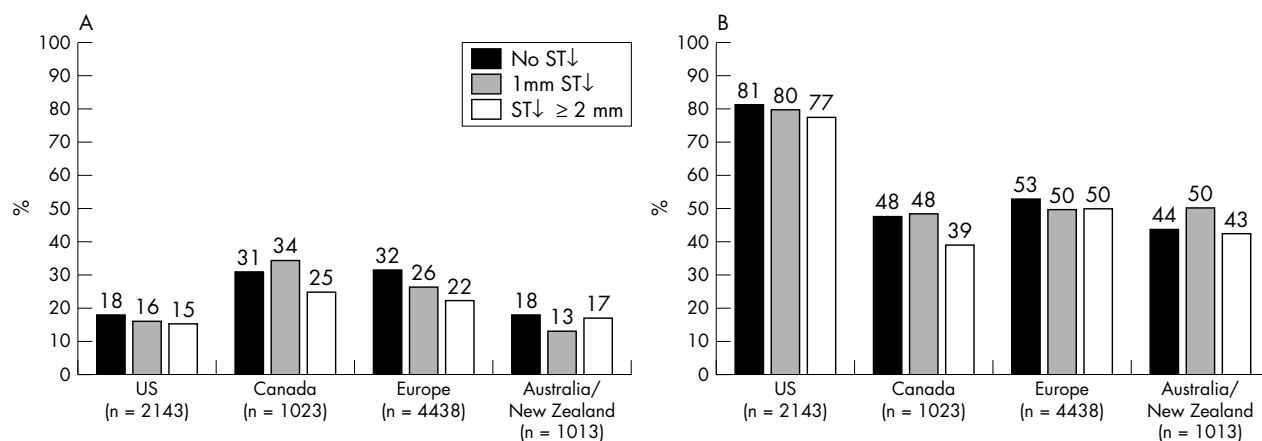 A
100
90
80
70
60
50
40
30
20
10
0
%
No ST↓
1mm ST↓
ST↓ ≥ 2 mm
18 16 15
31 34 25
32 26 22
18 13 17
US
(n = 2143)
Canada
(n = 1023)
Europe
(n = 4438)
Australia/
New Zealand
(n = 1013)
B
100
90
80
70
60
50
40
30
20
10
0
%
81 80 77
48 48 39
53 50 50
44 50 43
US
(n = 2143)
Canada
(n = 1023)
Europe
(n = 4438)
Australia/
New Zealand
(n = 1013)